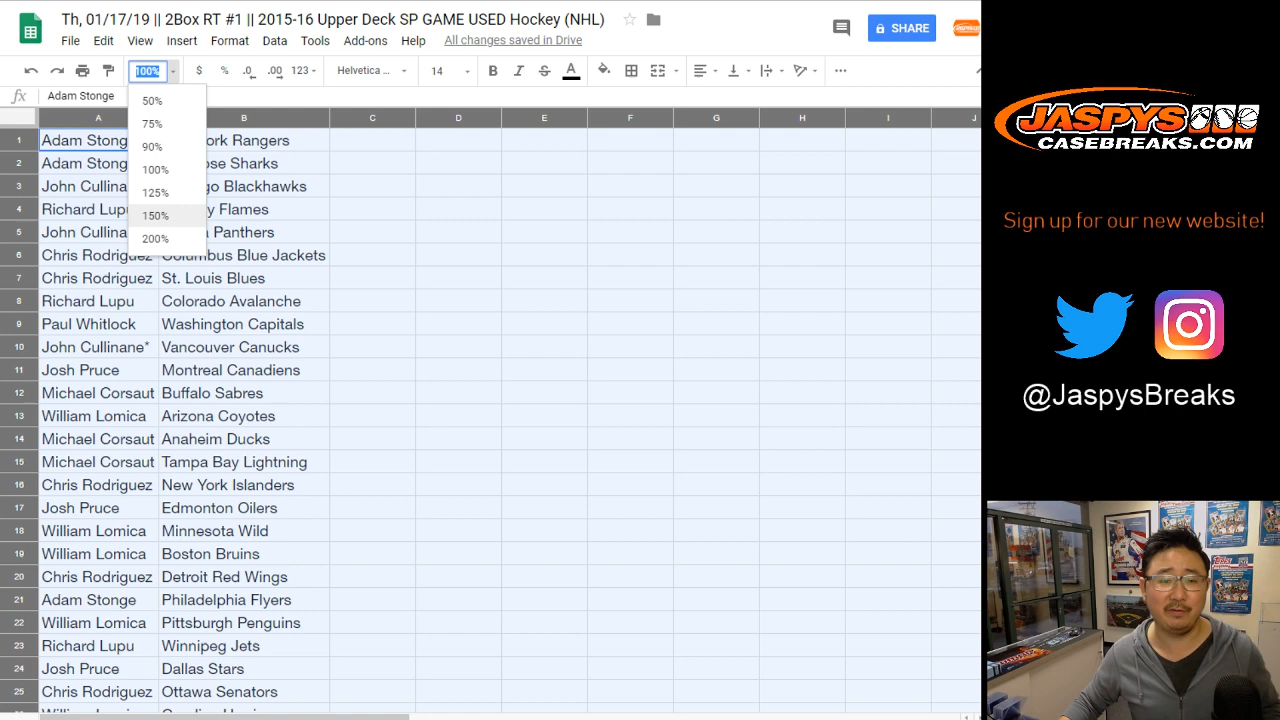 Th, 01/17/19 || 2Box RT #1 || 2015-16 Upper Deck SP GAME USED Hockey (NHL)
File Edit View Insert Format Data Tools Add-ons Help All changes saved in Drive
SHARE
100% $ % .0 .00 123 Helvetica ... 14 B I S A
fx Adam Stonge
50%
75%
90%
100%
125%
150%
200%
A B C D E F G H I J
1 Adam Stong ork Rangers
2 Adam Stong ose Sharks
3 John Cullina go Blackhawks
4 Richard Lupu y Flames
5 John Cullina a Panthers
6 Chris Rodriguez Columbus Blue Jackets
7 Chris Rodriguez St. Louis Blues
8 Richard Lupu Colorado Avalanche
9 Paul Whitlock Washington Capitals
10 John Cullinane* Vancouver Canucks
11 Josh Pruce Montreal Canadiens
12 Michael Corsaut Buffalo Sabres
13 William Lomica Arizona Coyotes
14 Michael Corsaut Anaheim Ducks
15 Michael Corsaut Tampa Bay Lightning
16 Chris Rodriguez New York Islanders
17 Josh Pruce Edmonton Oilers
18 William Lomica Minnesota Wild
19 William Lomica Boston Bruins
20 Chris Rodriguez Detroit Red Wings
21 Adam Stonge Philadelphia Flyers
22 William Lomica Pittsburgh Penguins
23 Richard Lupu Winnipeg Jets
24 Josh Pruce Dallas Stars
25 Chris Rodriguez Ottawa Senators
JASPYS
CASEBREAKS.COM
Sign up for our new website!
@JaspysBreaks